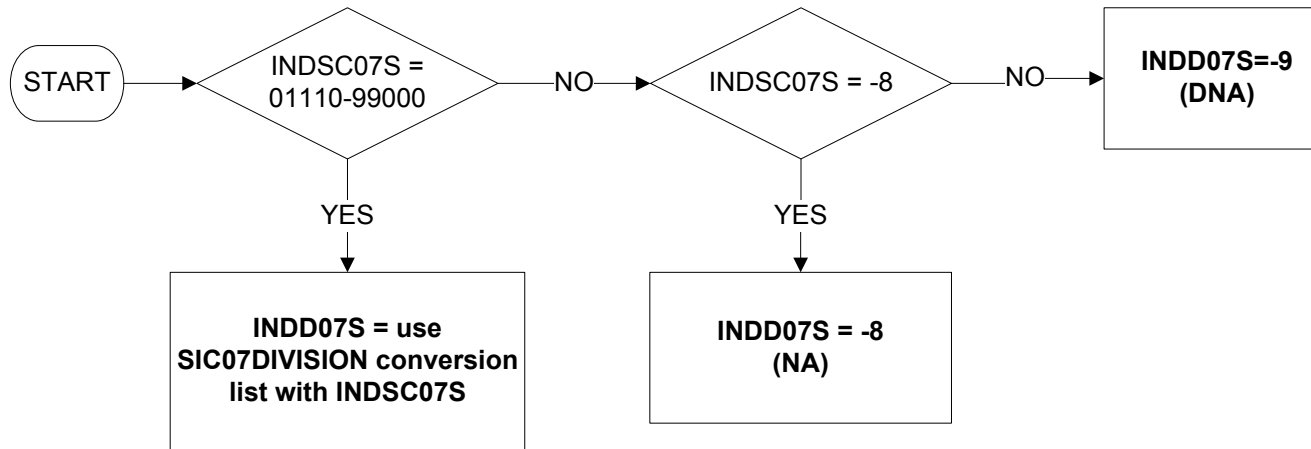 START
INDSC07S =
01110-99000
NO
INDSC07S = -8
NO
INDD07S=-9
(DNA)
YES
YES
INDD07S = use
SIC07DIVISION conversion
list with INDSC07S
INDD07S = -8
(NA)